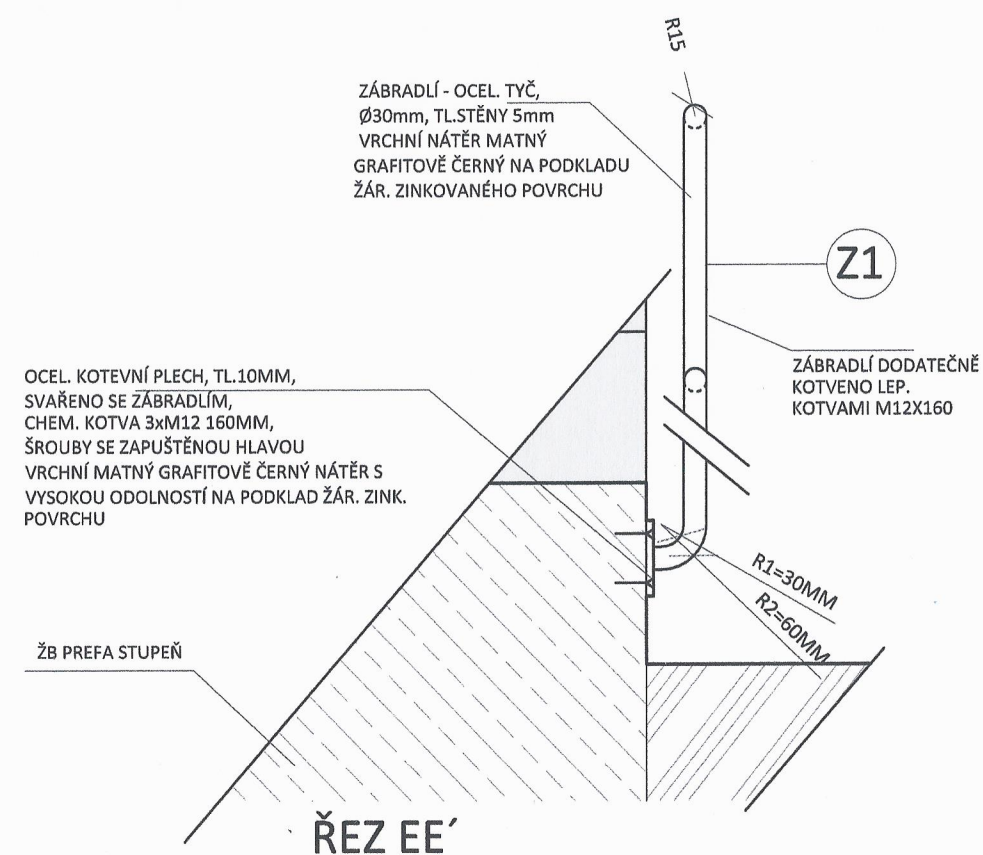 R15
ZÁBRADLÍ - OCEL. TYČ,
Ø30mm, TL.STĚNY 5mm
VRCHNÍ NÁTĚR MATNÝ
GRAFITOVĚ ČERNÝ NA PODKLADU
ŽÁR. ZINKOVANÉHO POVRCHU
Z1
ZÁBRADLÍ DODATEČNĚ
KOTVENO LEP.
KOTVAMI M12X160
OCEL. KOTEVNÍ PLECH, TL.10MM,
SVAŘENO SE ZÁBRADLÍM,
CHEM. KOTVA 3xM12 160MM,
ŠROUBY SE ZAPUŠTĚNOU HLAVOU
VRCHNÍ MATNÝ GRAFITOVĚ ČERNÝ NÁTĚR S
VYSOKOU ODOLNOSTÍ NA PODKLAD ŽÁR. ZINK.
POVRCHU
R1=30MM
R2=60MM
ŽB PREFA STUPEŇ
ŘEZ EE´